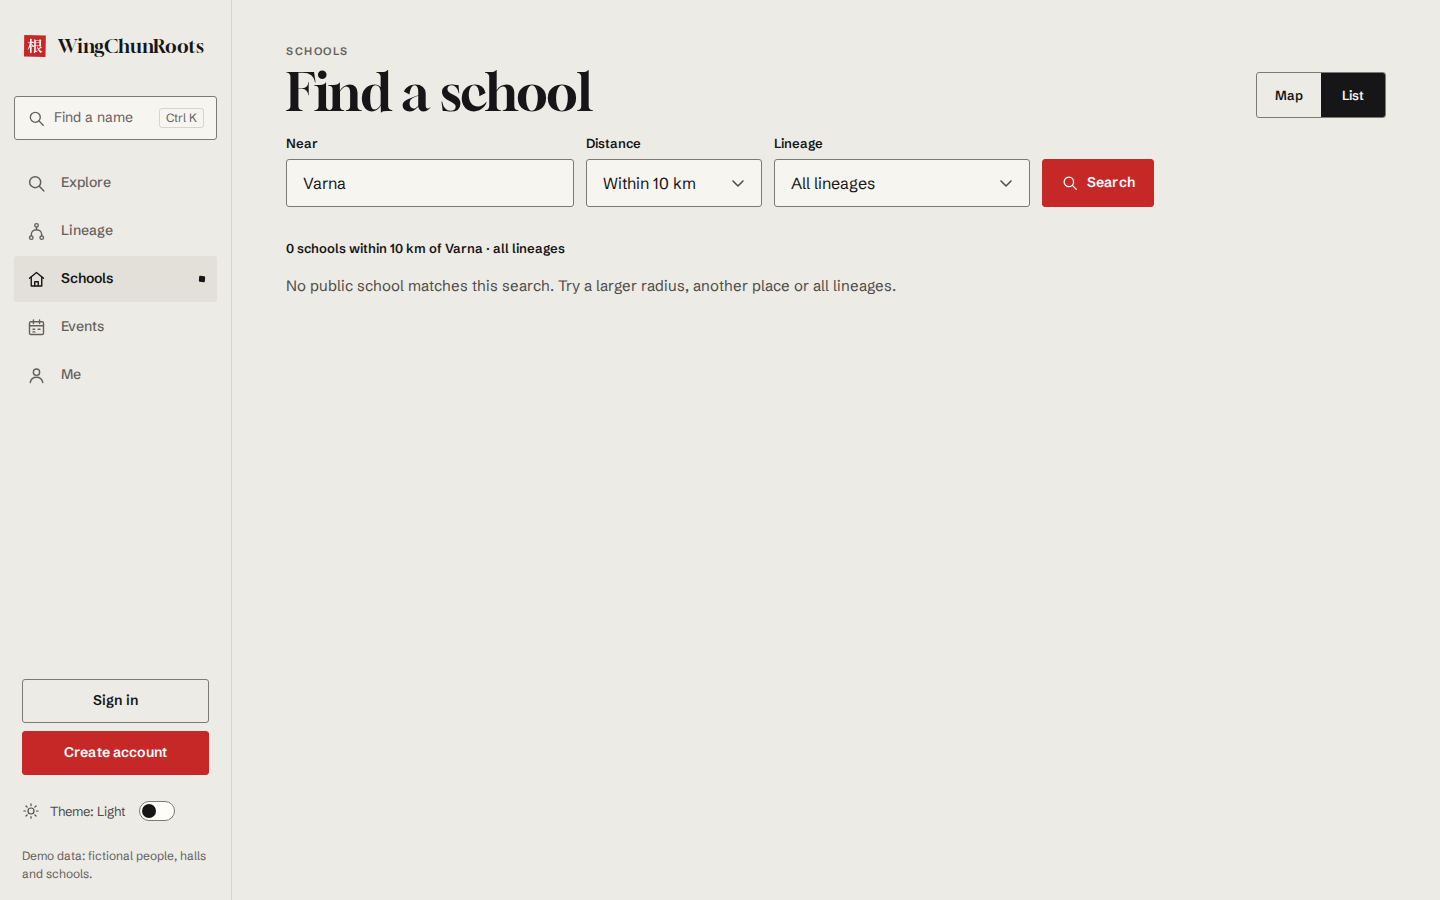 根 WingChunRoots
Find a name Ctrl K
Explore
Lineage
Schools
Events
Me
Sign in
Create account
Theme: Light
Demo data: fictional people, halls
and schools.
SCHOOLS
Find a school
Map List
Near Distance Lineage
Varna Within 10 km All lineages Search
0 schools within 10 km of Varna · all lineages
No public school matches this search. Try a larger radius, another place or all lineages.